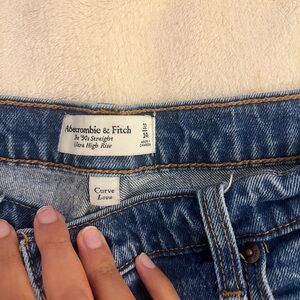 Abercrombie & Fitch
The '90s Straight
Ultra High Rise
Curve
Love